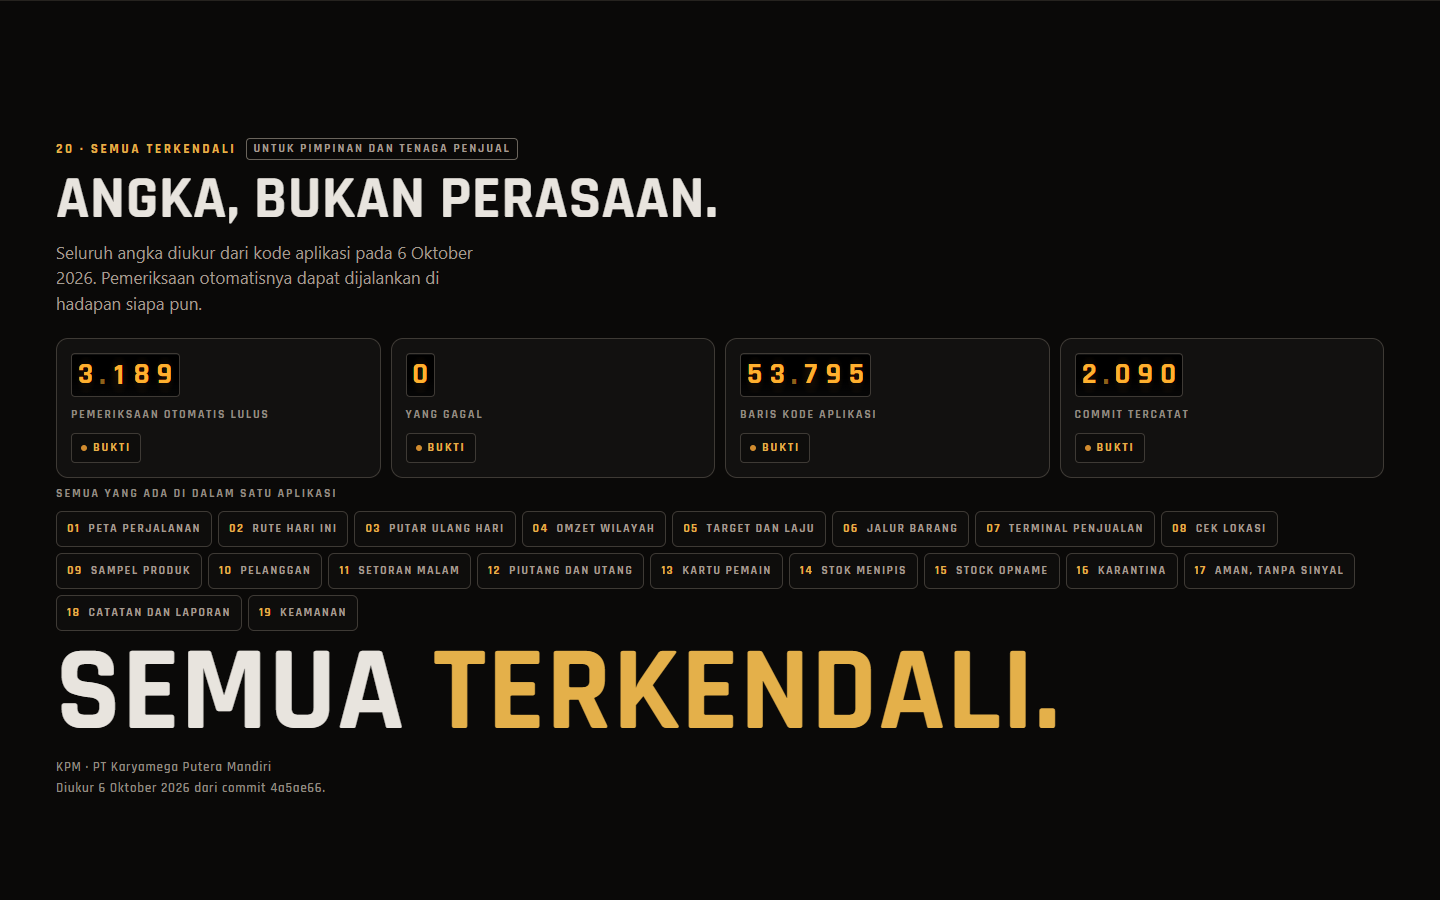 20 · SEMUA TERKENDALI UNTUK PIMPINAN DAN TENAGA PENJUAL
ANGKA, BUKAN PERASAAN.
Seluruh angka diukur dari kode aplikasi pada 6 Oktober
2026. Pemeriksaan otomatisnya dapat dijalankan di
hadapan siapa pun.
3.189
PEMERIKSAAN OTOMATIS LULUS
BUKTI
0
YANG GAGAL
BUKTI
53.795
BARIS KODE APLIKASI
BUKTI
2.090
COMMIT TERCATAT
BUKTI
SEMUA YANG ADA DI DALAM SATU APLIKASI
01 PETA PERJALANAN 02 RUTE HARI INI 03 PUTAR ULANG HARI 04 OMZET WILAYAH 05 TARGET DAN LAJU 06 JALUR BARANG 07 TERMINAL PENJUALAN 08 CEK LOKASI
09 SAMPEL PRODUK 10 PELANGGAN 11 SETORAN MALAM 12 PIUTANG DAN UTANG 13 KARTU PEMAIN 14 STOK MENIPIS 15 STOCK OPNAME 16 KARANTINA 17 AMAN, TANPA SINYAL
18 CATATAN DAN LAPORAN 19 KEAMANAN
SEMUA TERKENDALI.
KPM · PT Karyamega Putera Mandiri
Diukur 6 Oktober 2026 dari commit 4a5ae66.